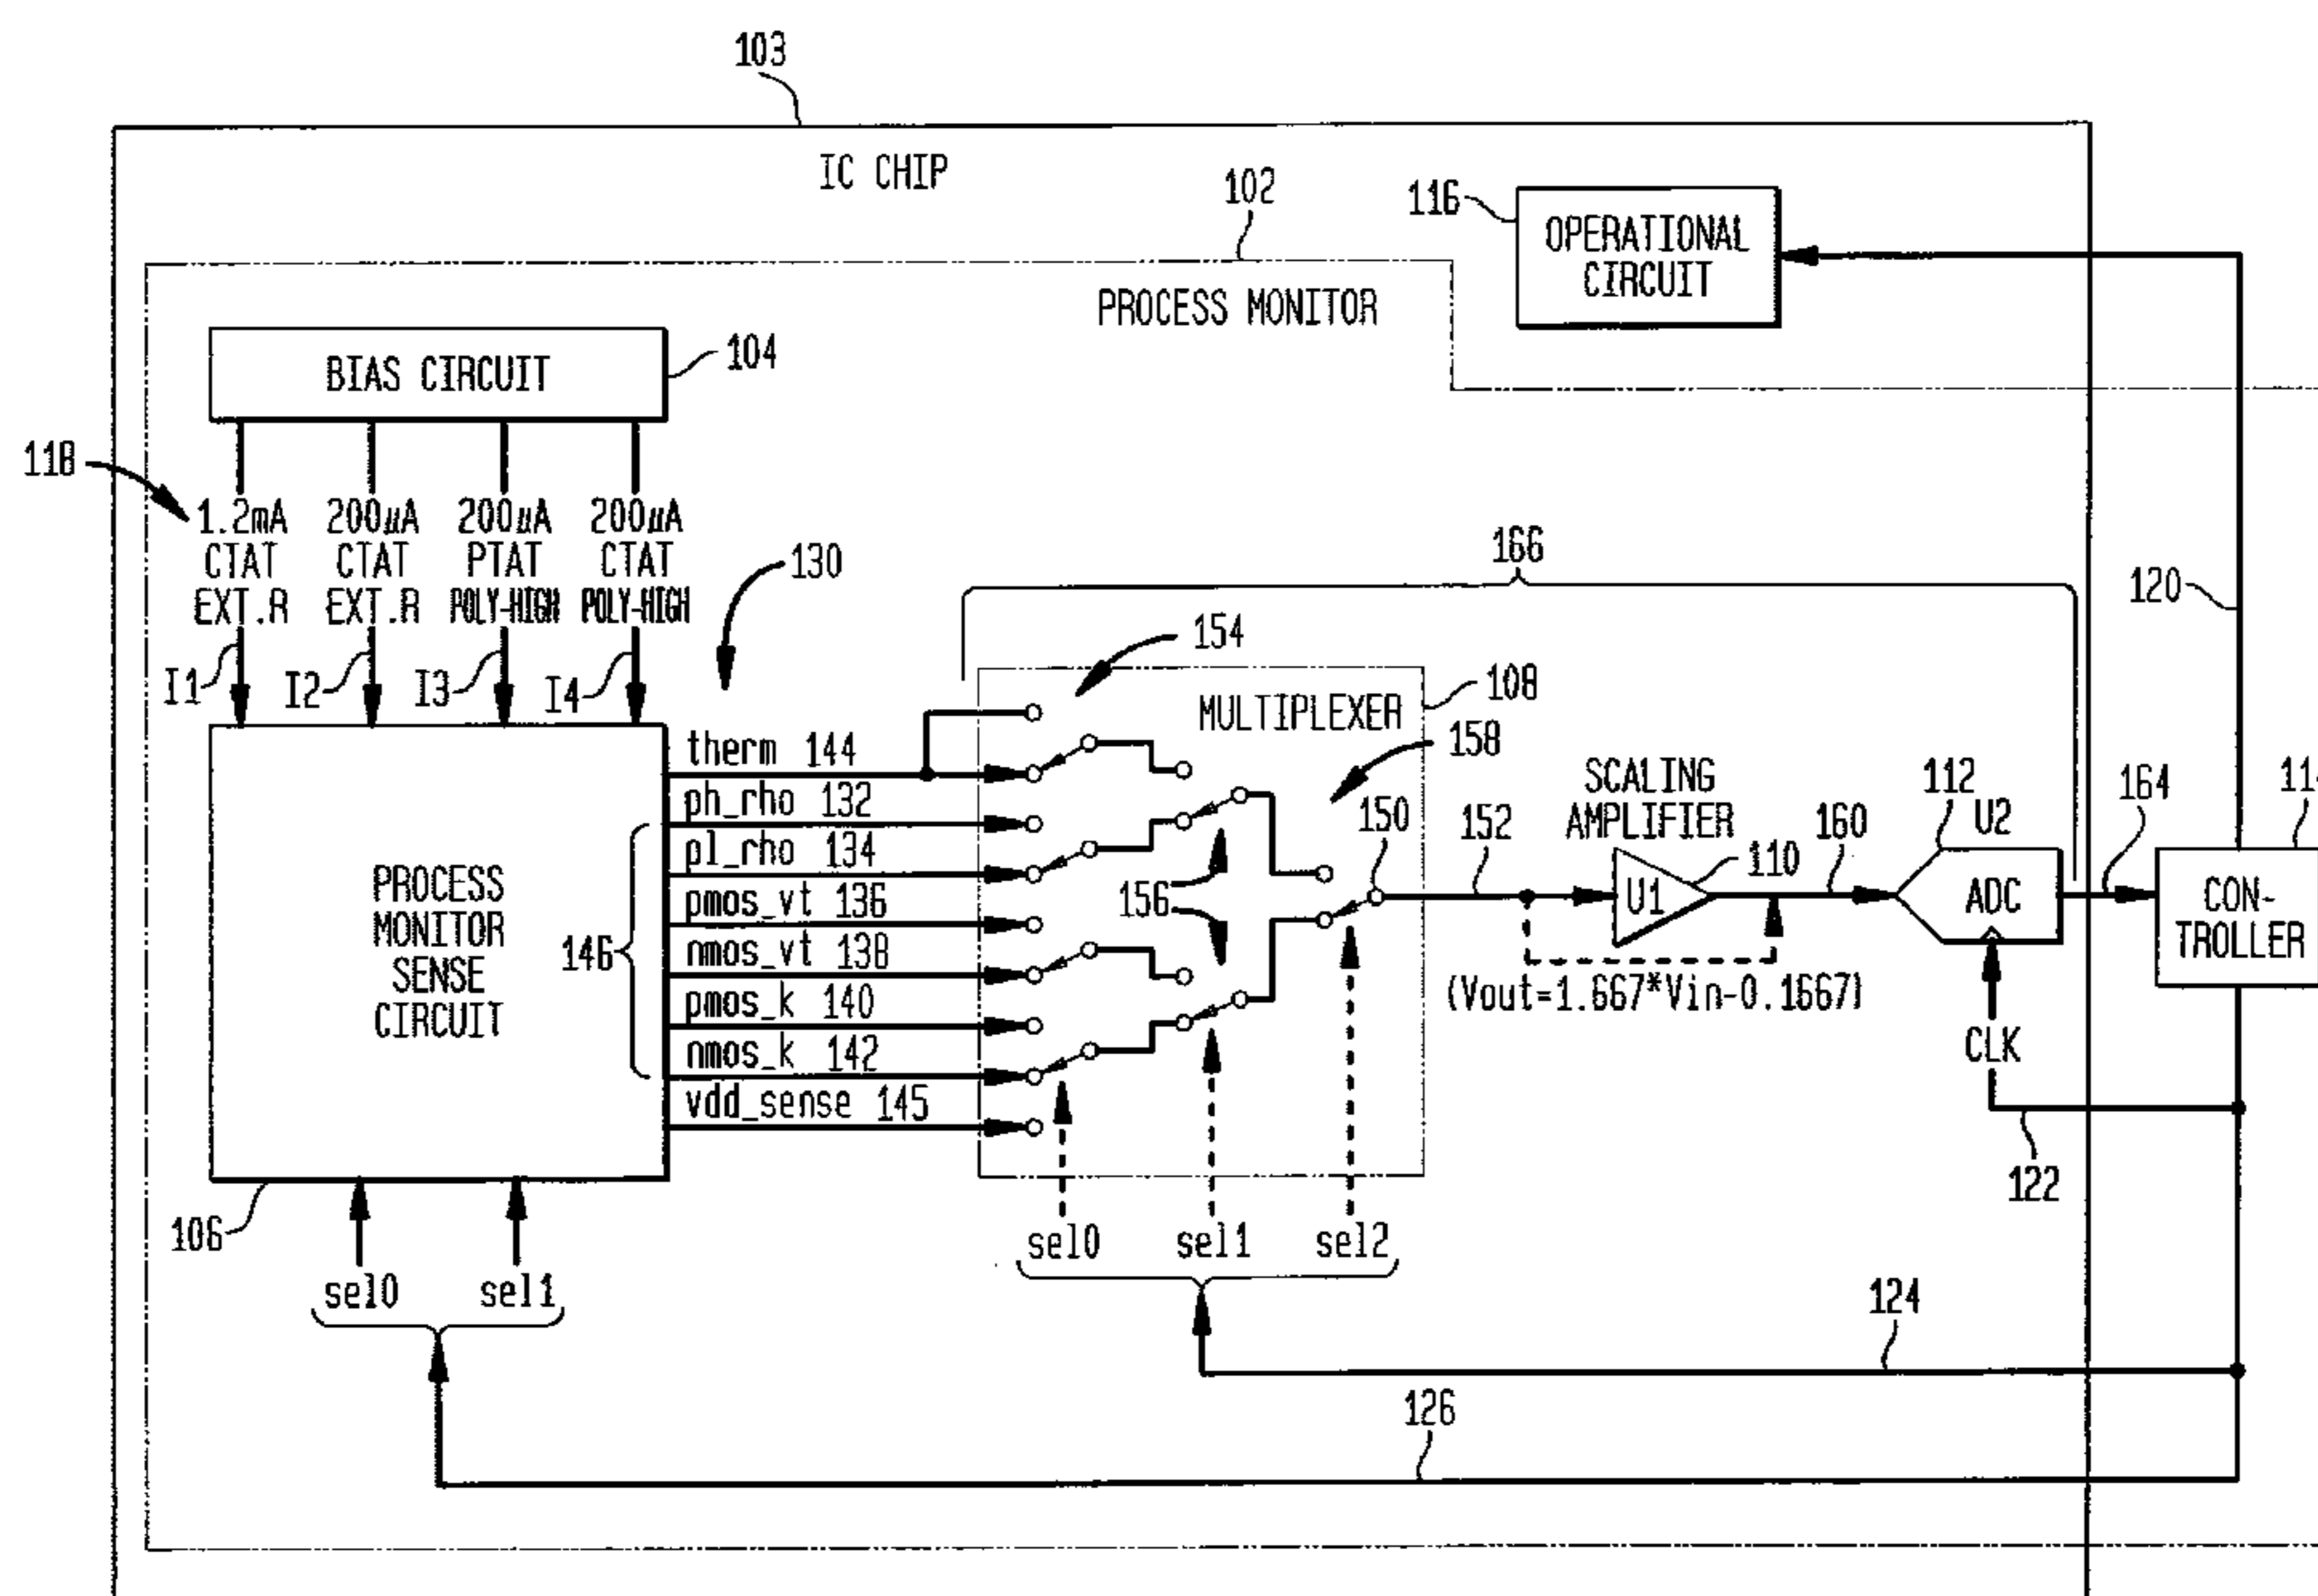 103
IC CHIP
102
116
OPERATIONAL
CIRCUIT
PROCESS MONITOR
BIAS CIRCUIT
104
118
1.2mA
CTAT
EXT.R
200µA
CTAT
EXT.R
200µA
PTAT
POLY-HIGH
200µA
CTAT
POLY-HIGH
I1
I2
I3
I4
130
166
120
154
MULTIPLEXER
108
158
therm 144
ph_rho 132
pl_rho 134
pmos_vt 136
nmos_vt 138
pmos_k 140
nmos_k 142
vdd_sense 145
146
PROCESS
MONITOR
SENSE
CIRCUIT
106
156
150
152
SCALING
AMPLIFIER
U1
110
160
112
U2
ADC
164
CON-
TROLLER
(Vout=1.667*Vin-0.1667)
CLK
122
sel0
sel1
sel2
sel0
sel1
124
126